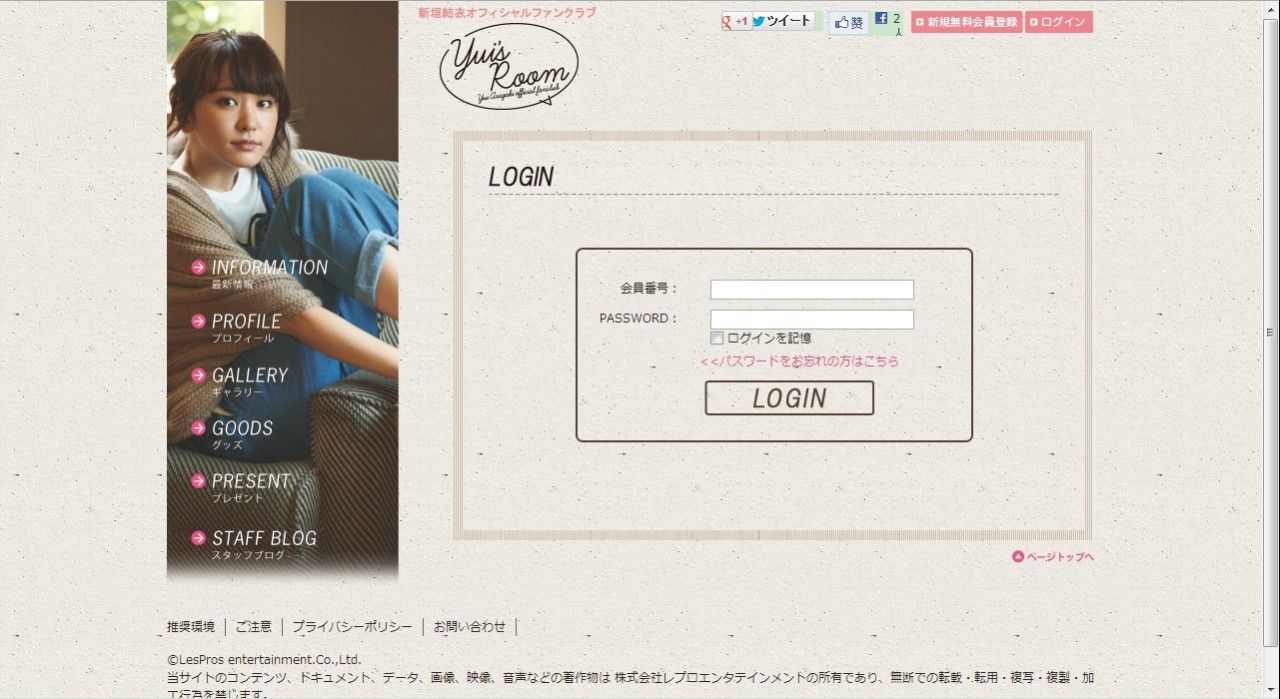 新垣結衣オフィシャルファンクラブ
Yui's
Room
Yui Aragaki official fanclub
+1
ツイート
赞
2
人
新規無料会員登録
ログイン
LOGIN
会員番号：
PASSWORD：
ログインを記憶
<<パスワードをお忘れの方はこちら
LOGIN
INFORMATION
最新情報
PROFILE
プロフィール
GALLERY
ギャラリー
GOODS
グッズ
PRESENT
プレゼント
STAFF BLOG
スタッフブログ
ページトップへ
推奨環境 │ ご注意 │ プライバシーポリシー │ お問い合わせ │
©LesPros entertainment.Co.,Ltd.
当サイトのコンテンツ、ドキュメント、データ、画像、映像、音声などの著作物は 株式会社レプロエンタテインメントの所有であり、無断での転載・転用・複写・複製・加
工行為を禁じます。